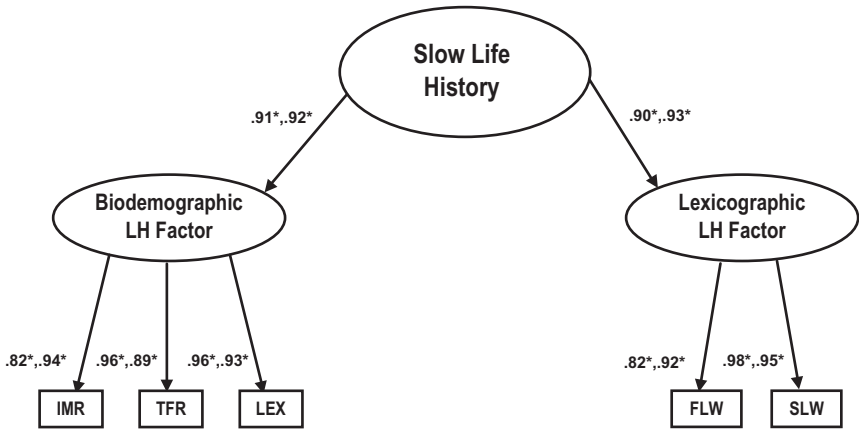 Slow Life
History
.91*,.92*
.90*,.93*
Biodemographic
LH Factor
Lexicographic
LH Factor
.82*,.94*
.96*,.89*
.96*,.93*
.82*,.92*
.98*,.95*
IMR
TFR
LEX
FLW
SLW